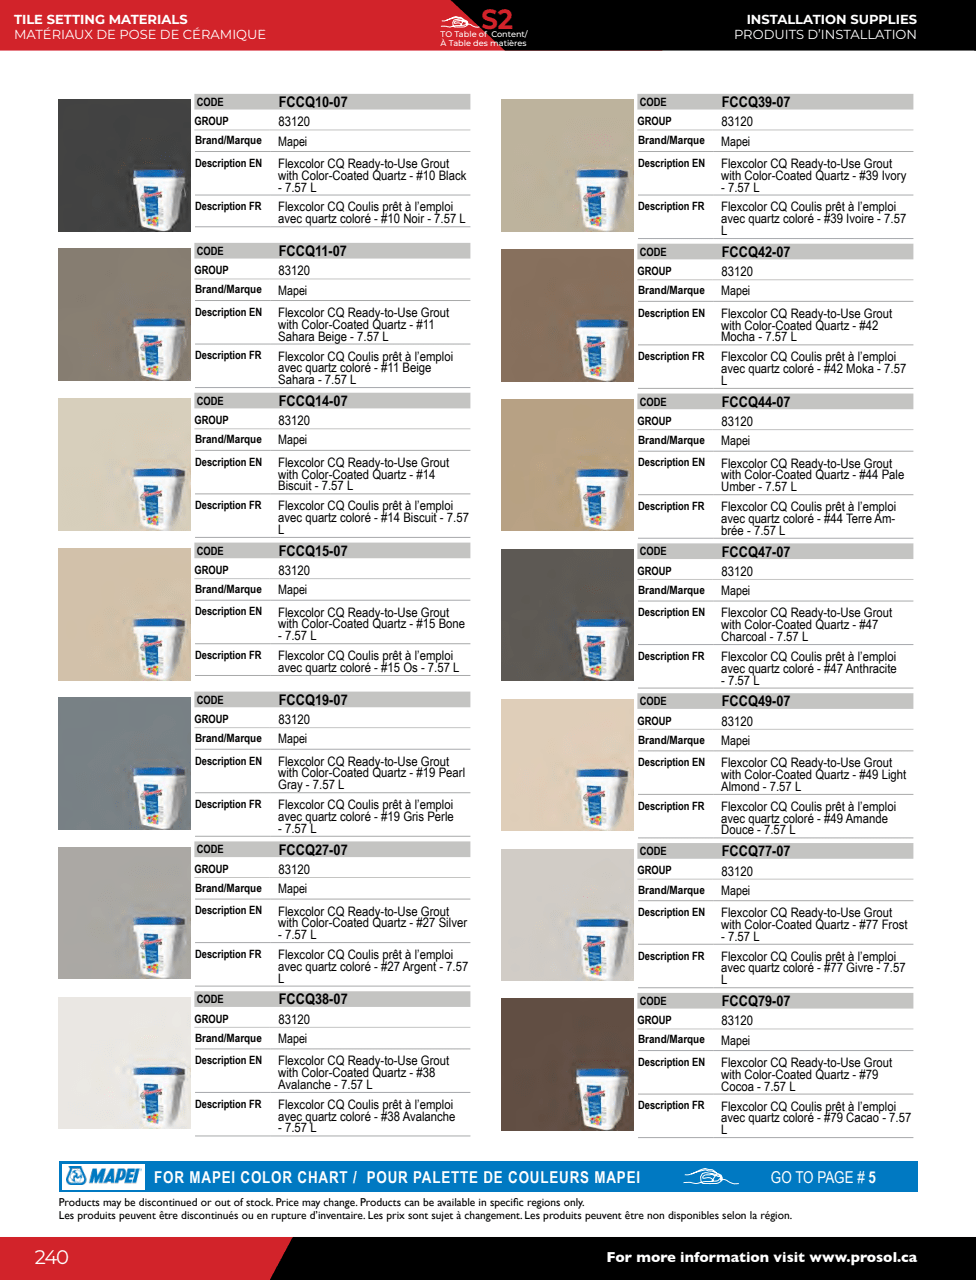 TILE SETTING MATERIALS
MATÉRIAUX DE POSE DE CÉRAMIQUE
S2
TO Table of Content/
À Table des matières
INSTALLATION SUPPLIES
PRODUITS D'INSTALLATION
CODE FCCQ10-07
GROUP 83120
Brand/Marque Mapei
Description EN Flexcolor CQ Ready-to-Use Grout
with Color-Coated Quartz - #10 Black
- 7.57 L
Description FR Flexcolor CQ Coulis prêt à l'emploi
avec quartz coloré - #10 Noir - 7.57 L
CODE FCCQ11-07
GROUP 83120
Brand/Marque Mapei
Description EN Flexcolor CQ Ready-to-Use Grout
with Color-Coated Quartz - #11
Sahara Beige - 7.57 L
Description FR Flexcolor CQ Coulis prêt à l'emploi
avec quartz coloré - #11 Beige
Sahara - 7.57 L
CODE FCCQ14-07
GROUP 83120
Brand/Marque Mapei
Description EN Flexcolor CQ Ready-to-Use Grout
with Color-Coated Quartz - #14
Biscuit - 7.57 L
Description FR Flexcolor CQ Coulis prêt à l'emploi
avec quartz coloré - #14 Biscuit - 7.57
L
CODE FCCQ15-07
GROUP 83120
Brand/Marque Mapei
Description EN Flexcolor CQ Ready-to-Use Grout
with Color-Coated Quartz - #15 Bone
- 7.57 L
Description FR Flexcolor CQ Coulis prêt à l'emploi
avec quartz coloré - #15 Os - 7.57 L
CODE FCCQ19-07
GROUP 83120
Brand/Marque Mapei
Description EN Flexcolor CQ Ready-to-Use Grout
with Color-Coated Quartz - #19 Pearl
Gray - 7.57 L
Description FR Flexcolor CQ Coulis prêt à l'emploi
avec quartz coloré - #19 Gris Perle
- 7.57 L
CODE FCCQ27-07
GROUP 83120
Brand/Marque Mapei
Description EN Flexcolor CQ Ready-to-Use Grout
with Color-Coated Quartz - #27 Silver
- 7.57 L
Description FR Flexcolor CQ Coulis prêt à l'emploi
avec quartz coloré - #27 Argent - 7.57
L
CODE FCCQ38-07
GROUP 83120
Brand/Marque Mapei
Description EN Flexcolor CQ Ready-to-Use Grout
with Color-Coated Quartz - #38
Avalanche - 7.57 L
Description FR Flexcolor CQ Coulis prêt à l'emploi
avec quartz coloré - #38 Avalanche
- 7.57 L
CODE FCCQ39-07
GROUP 83120
Brand/Marque Mapei
Description EN Flexcolor CQ Ready-to-Use Grout
with Color-Coated Quartz - #39 Ivory
- 7.57 L
Description FR Flexcolor CQ Coulis prêt à l'emploi
avec quartz coloré - #39 Ivoire - 7.57
L
CODE FCCQ42-07
GROUP 83120
Brand/Marque Mapei
Description EN Flexcolor CQ Ready-to-Use Grout
with Color-Coated Quartz - #42
Mocha - 7.57 L
Description FR Flexcolor CQ Coulis prêt à l'emploi
avec quartz coloré - #42 Moka - 7.57
L
CODE FCCQ44-07
GROUP 83120
Brand/Marque Mapei
Description EN Flexcolor CQ Ready-to-Use Grout
with Color-Coated Quartz - #44 Pale
Umber - 7.57 L
Description FR Flexcolor CQ Coulis prêt à l'emploi
avec quartz coloré - #44 Terre Am-
brée - 7.57 L
CODE FCCQ47-07
GROUP 83120
Brand/Marque Mapei
Description EN Flexcolor CQ Ready-to-Use Grout
with Color-Coated Quartz - #47
Charcoal - 7.57 L
Description FR Flexcolor CQ Coulis prêt à l'emploi
avec quartz coloré - #47 Anthracite
- 7.57 L
CODE FCCQ49-07
GROUP 83120
Brand/Marque Mapei
Description EN Flexcolor CQ Ready-to-Use Grout
with Color-Coated Quartz - #49 Light
Almond - 7.57 L
Description FR Flexcolor CQ Coulis prêt à l'emploi
avec quartz coloré - #49 Amande
Douce - 7.57 L
CODE FCCQ77-07
GROUP 83120
Brand/Marque Mapei
Description EN Flexcolor CQ Ready-to-Use Grout
with Color-Coated Quartz - #77 Frost
- 7.57 L
Description FR Flexcolor CQ Coulis prêt à l'emploi
avec quartz coloré - #77 Givre - 7.57
L
CODE FCCQ79-07
GROUP 83120
Brand/Marque Mapei
Description EN Flexcolor CQ Ready-to-Use Grout
with Color-Coated Quartz - #79
Cocoa - 7.57 L
Description FR Flexcolor CQ Coulis prêt à l'emploi
avec quartz coloré - #79 Cacao - 7.57
L
MAPEI FOR MAPEI COLOR CHART / POUR PALETTE DE COULEURS MAPEI GO TO PAGE # 5
Products may be discontinued or out of stock. Price may change. Products can be available in specific regions only.
Les produits peuvent être discontinués ou en rupture d'inventaire. Les prix sont sujet à changement. Les produits peuvent être non disponibles selon la région.
240
For more information visit www.prosol.ca